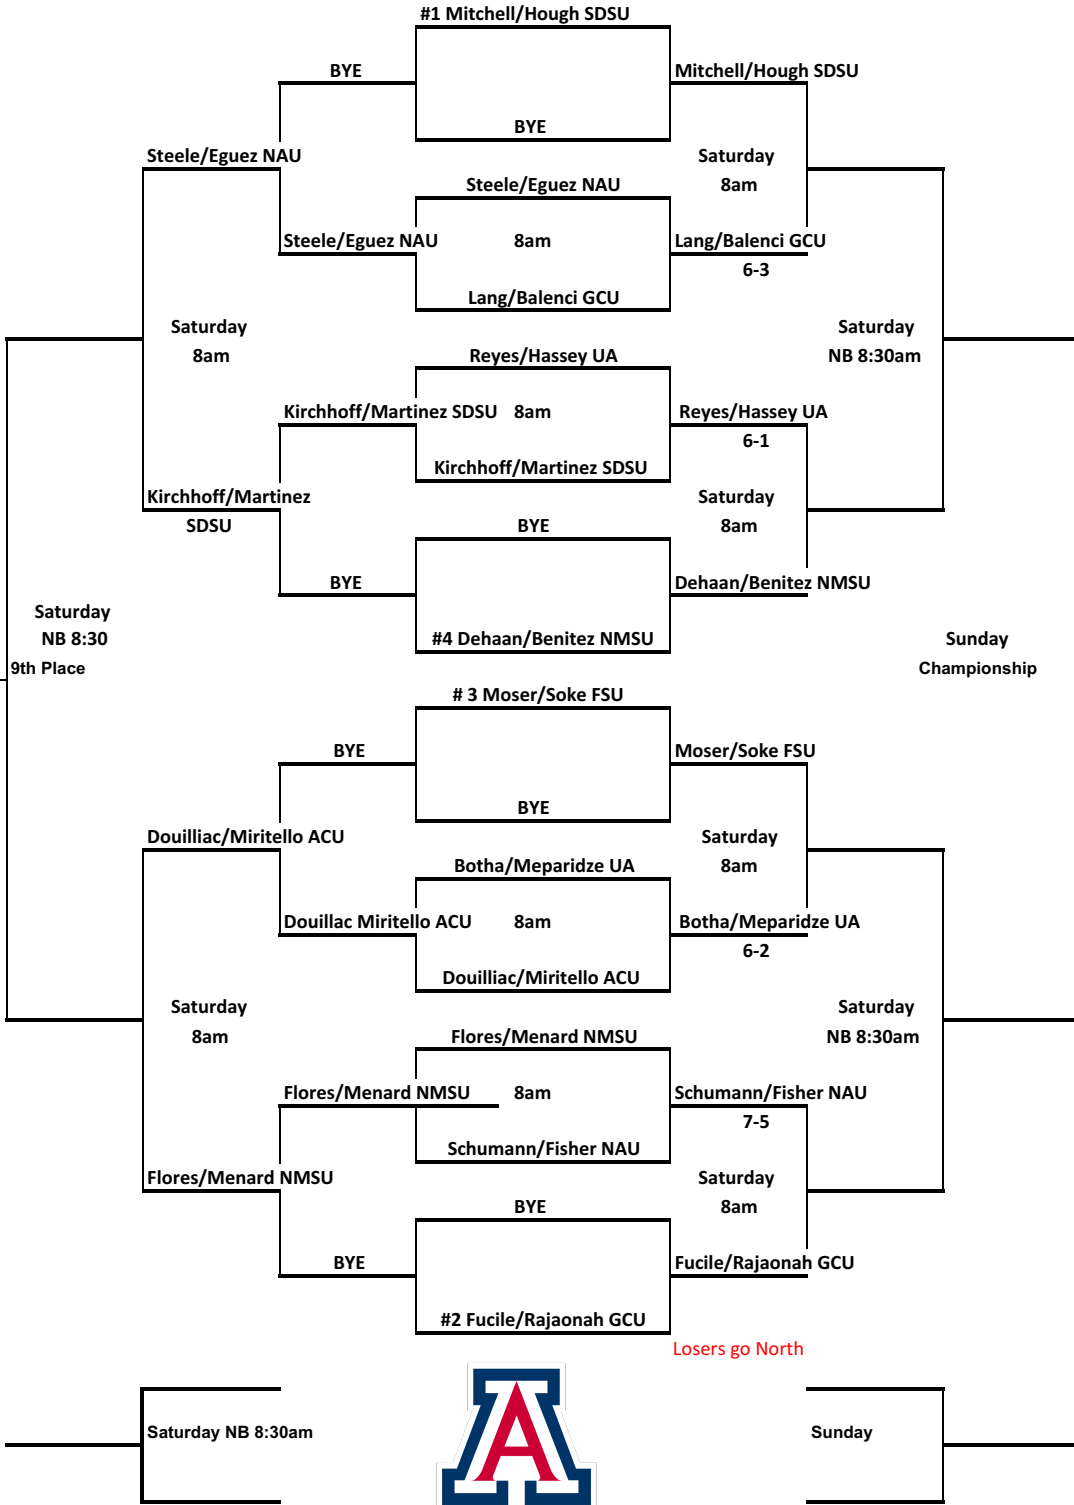 #1 Mitchell/Hough SDSU
BYE
Mitchell/Hough SDSU
BYE
Steele/Eguez NAU
Saturday
8am
Steele/Eguez NAU
Steele/Eguez NAU
8am
Lang/Balenci GCU
6-3
Lang/Balenci GCU
Saturday
8am
Saturday
NB 8:30am
Reyes/Hassey UA
Kirchhoff/Martinez SDSU
8am
Reyes/Hassey UA
6-1
Kirchhoff/Martinez SDSU
Kirchhoff/Martinez
SDSU
Saturday
8am
BYE
BYE
Dehaan/Benitez NMSU
Saturday
NB 8:30
9th Place
#4 Dehaan/Benitez NMSU
Sunday
Championship
# 3 Moser/Soke FSU
BYE
Moser/Soke FSU
BYE
Douilliac/Miritello ACU
Saturday
8am
Botha/Meparidze UA
Douillac Miritello ACU
8am
Botha/Meparidze UA
6-2
Douilliac/Miritello ACU
Saturday
8am
Saturday
NB 8:30am
Flores/Menard NMSU
Flores/Menard NMSU
8am
Schumann/Fisher NAU
7-5
Schumann/Fisher NAU
Flores/Menard NMSU
Saturday
8am
BYE
BYE
Fucile/Rajaonah GCU
#2 Fucile/Rajaonah GCU
Losers go North
Saturday NB 8:30am
A
Sunday